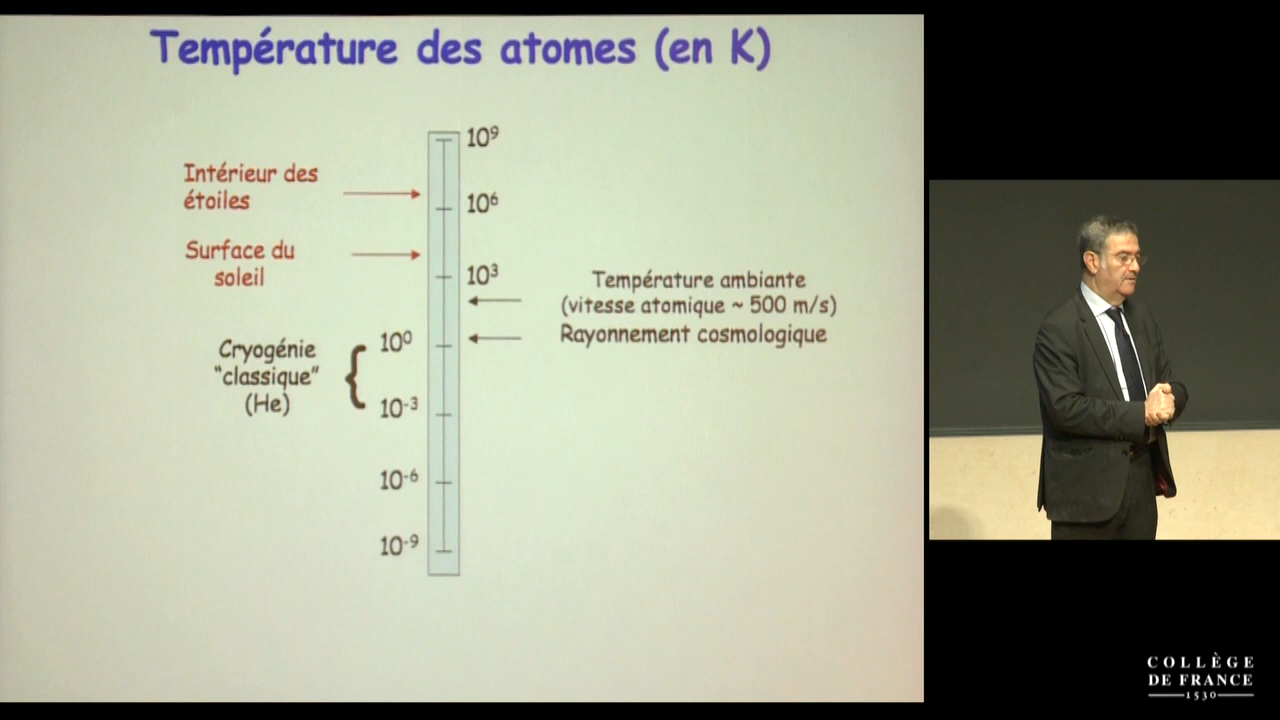 Température des atomes (en K)
10⁹
Intérieur des
étoiles
10⁶
Surface du
soleil
10³
Température ambiante
(vitesse atomique ~ 500 m/s)
Rayonnement cosmologique
10⁰
Cryogénie
"classique"
(He)
10⁻³
10⁻⁶
10⁻⁹
COLLÈGE
DE FRANCE
1530